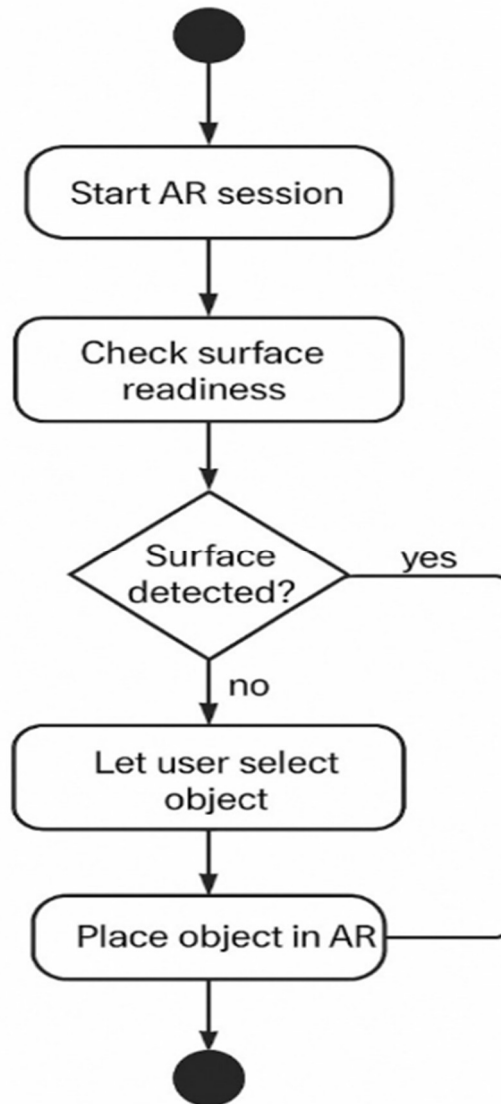 Start AR session
Check surface
readiness
Surface
detected?
yes
no
Let user select
object
Place object in AR